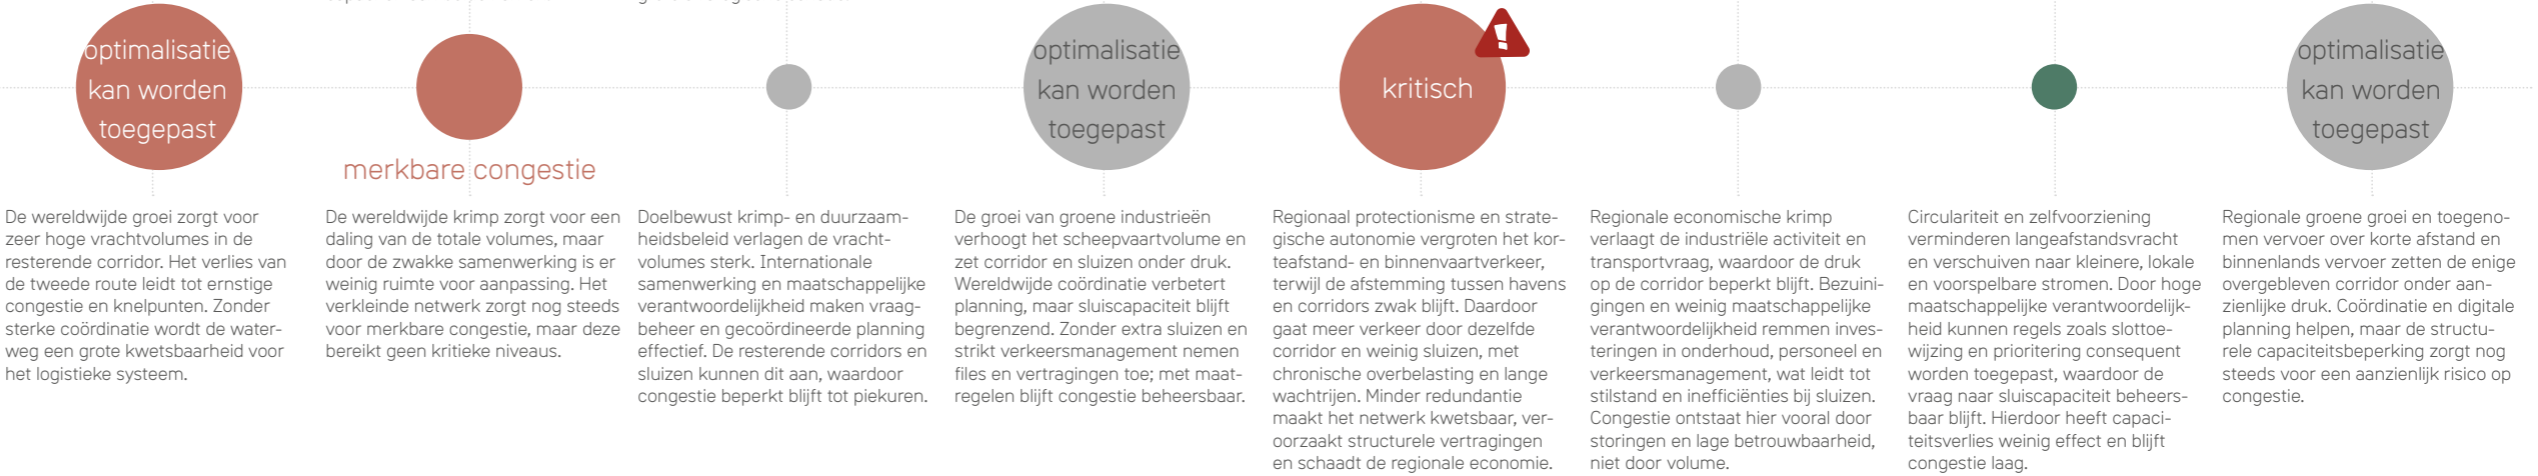 optimalisatie
kan worden
toegepast
merkbare congestie
optimalisatie
kan worden
toegepast
kritisch
optimalisatie
kan worden
toegepast
De wereldwijde groei zorgt voor
zeer hoge vrachtvolumes in de
resterende corridor. Het verlies van
de tweede route leidt tot ernstige
congestie en knelpunten. Zonder
sterke coördinatie wordt de water-
weg een grote kwetsbaarheid voor
het logistieke systeem.
De wereldwijde krimp zorgt voor een
daling van de totale volumes, maar
door de zwakke samenwerking is er
weinig ruimte voor aanpassing. Het
verkleinde netwerk zorgt nog steeds
voor merkbare congestie, maar deze
bereikt geen kritieke niveaus.
Doelbewust krimp- en duurzaam-
heidsbeleid verlagen de vracht-
volumes sterk. Internationale
samenwerking en maatschappelijke
verantwoordelijkheid maken vraag-
beheer en gecoördineerde planning
effectief. De resterende corridors en
sluizen kunnen dit aan, waardoor
congestie beperkt blijft tot piekuren.
De groei van groene industrieën
verhoogt het scheepvaartvolume en
zet corridor en sluizen onder druk.
Wereldwijde coördinatie verbetert
planning, maar sluiscapaciteit blijft
begrenzend. Zonder extra sluizen en
strikt verkeersmanagement nemen
files en vertragingen toe; met maat-
regelen blijft congestie beheersbaar.
Regionaal protectionisme en strate-
gische autonomie vergroten het kor-
teafstand- en binnenvaartverkeer,
terwijl de afstemming tussen havens
en corridors zwak blijft. Daardoor
gaat meer verkeer door dezelfde
corridor en weinig sluizen, met
chronische overbelasting en lange
wachtrijen. Minder redundantie
maakt het netwerk kwetsbaar, ver-
oorzaakt structurele vertragingen
en schaadt de regionale economie.
Regionale economische krimp
verlaagt de industriële activiteit en
transportvraag, waardoor de druk
op de corridor beperkt blijft. Bezuini-
gingen en weinig maatschappelijke
verantwoordelijkheid remmen inves-
teringen in onderhoud, personeel en
verkeersmanagement, wat leidt tot
stilstand en inefficiënties bij sluizen.
Congestie ontstaat hier vooral door
storingen en lage betrouwbaarheid,
niet door volume.
Circulariteit en zelfvoorziening
verminderen langeafstandsvracht
en verschuiven naar kleinere, lokale
en voorspelbare stromen. Door hoge
maatschappelijke verantwoordelijk-
heid kunnen regels zoals slottoe-
wijzing en prioritering consequent
worden toegepast, waardoor de
vraag naar sluiscapaciteit beheers-
baar blijft. Hierdoor heeft capaci-
teitsverlies weinig effect en blijft
congestie laag.
Regionale groene groei en toegeno-
men vervoer over korte afstand en
binnenlands vervoer zetten de enige
overgebleven corridor onder aan-
zienlijke druk. Coördinatie en digitale
planning helpen, maar de structu-
rele capaciteitsbeperking zorgt nog
steeds voor een aanzienlijk risico op
congestie.